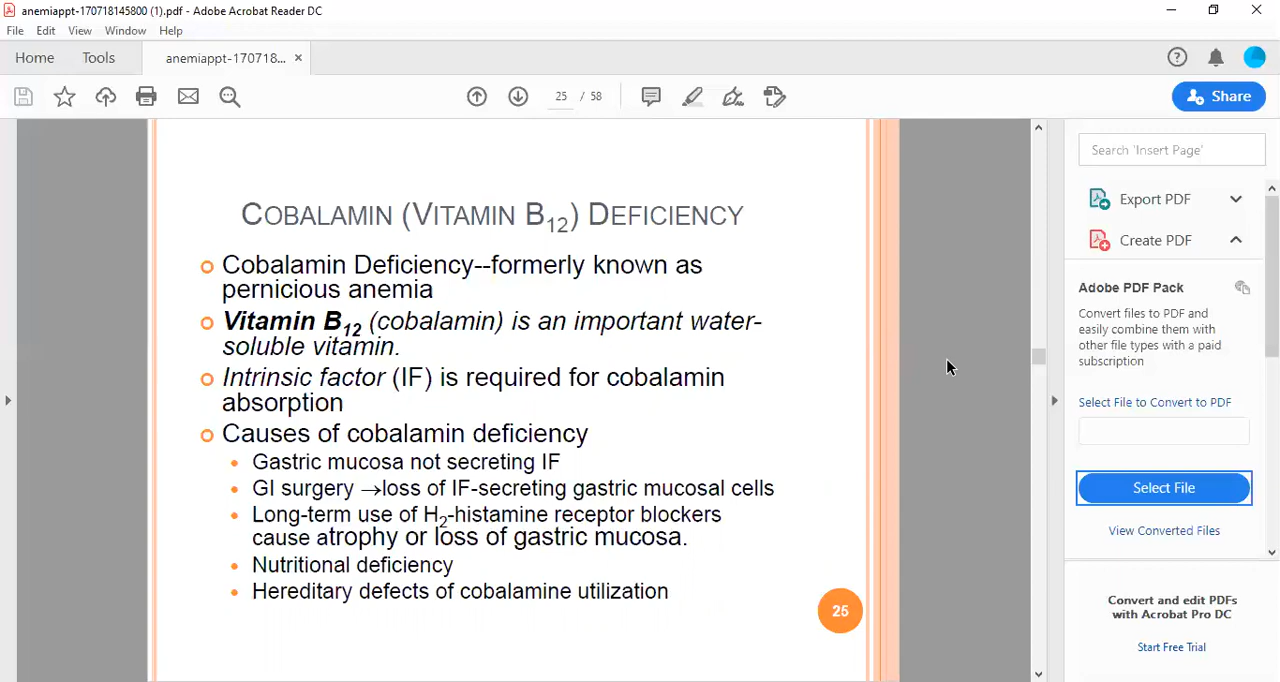 anemiappt-170718145800 (1).pdf - Adobe Acrobat Reader DC
File Edit View Window Help
Home Tools anemiappt-170718... ×
25 / 58
Share
COBALAMIN (VITAMIN B12) DEFICIENCY
Cobalamin Deficiency--formerly known as
pernicious anemia
Vitamin B12 (cobalamin) is an important water-
soluble vitamin.
Intrinsic factor (IF) is required for cobalamin
absorption
Causes of cobalamin deficiency
Gastric mucosa not secreting IF
GI surgery →loss of IF-secreting gastric mucosal cells
Long-term use of H2-histamine receptor blockers
cause atrophy or loss of gastric mucosa.
Nutritional deficiency
Hereditary defects of cobalamine utilization
25
Search 'Insert Page'
Export PDF
Create PDF
Adobe PDF Pack
Convert files to PDF and
easily combine them with
other file types with a paid
subscription
Select File to Convert to PDF
Select File
View Converted Files
Convert and edit PDFs
with Acrobat Pro DC
Start Free Trial